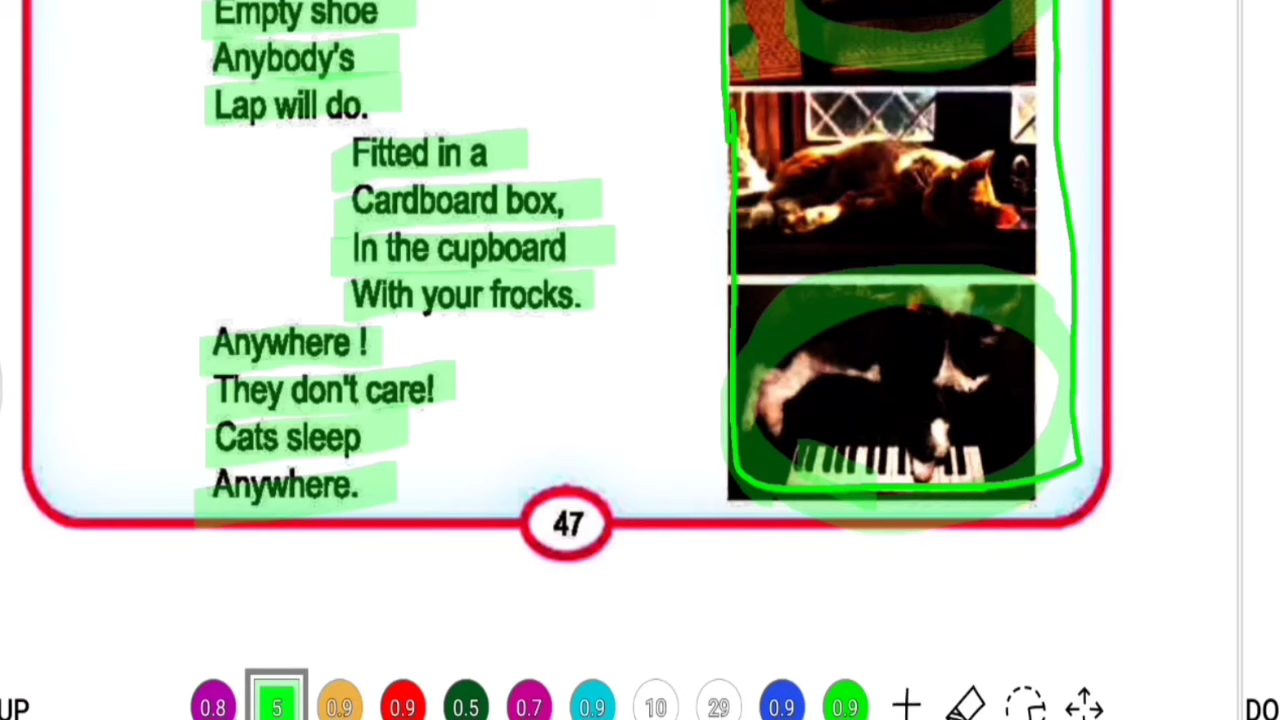 Empty shoe
Anybody's
Lap will do.
Fitted in a
Cardboard box,
In the cupboard
With your frocks.
Anywhere !
They don't care!
Cats sleep
Anywhere.
47
UP
0.8 5 0.9 0.9 0.5 0.7 0.9 10 29 0.9 0.9
DO